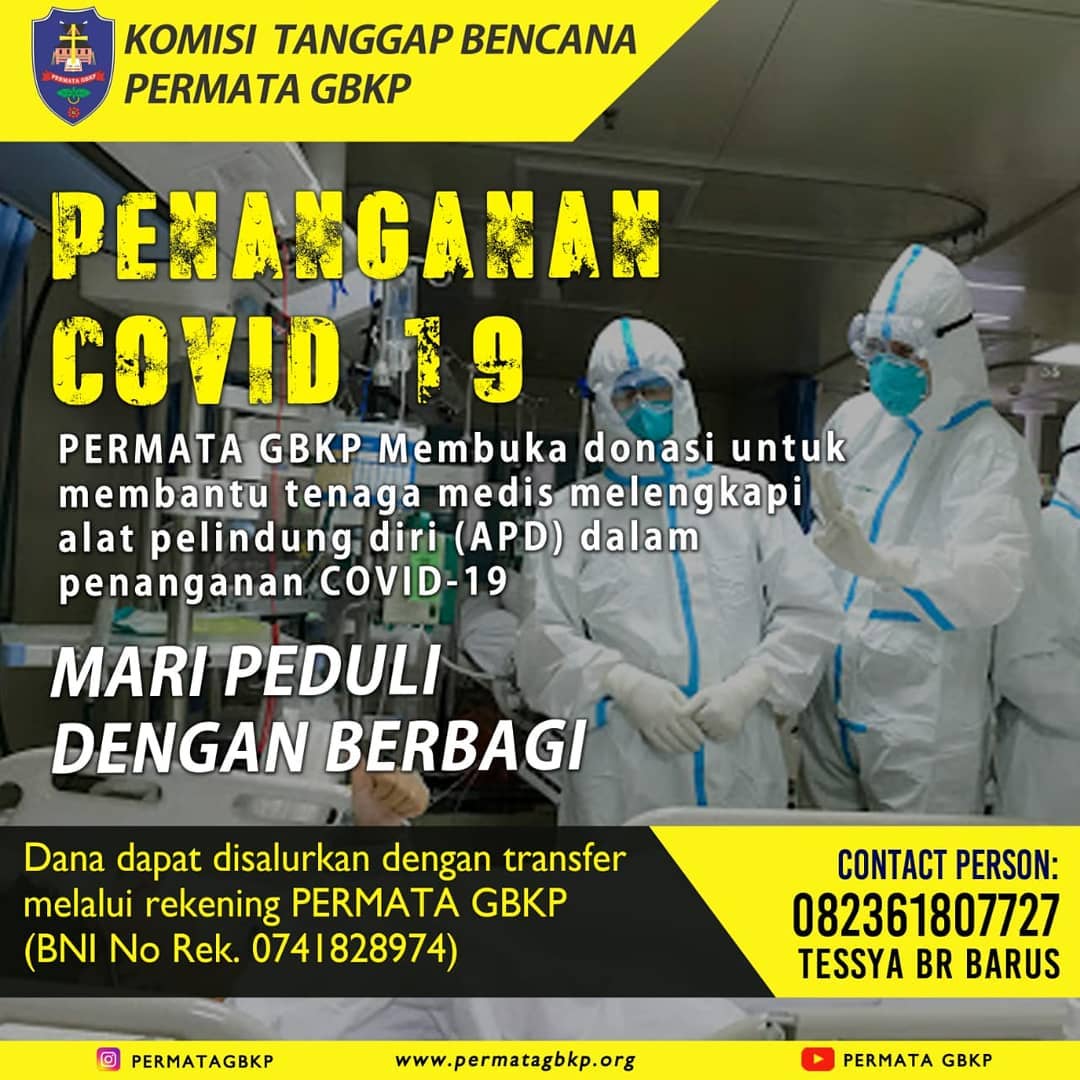 KOMISI TANGGAP BENCANA
PERMATA GBKP
PERMATA GBKP
PENANGANAN
COVID 19
PERMATA GBKP Membuka donasi untuk
membantu tenaga medis melengkapi
alat pelindung diri (APD) dalam
penanganan COVID-19
MARI PEDULI
DENGAN BERBAGI
Dana dapat disalurkan dengan transfer
melalui rekening PERMATA GBKP
(BNI No Rek. 0741828974)
CONTACT PERSON:
082361807727
TESSYA BR BARUS
PERMATAGBKP
www.permatagbkp.org
PERMATA GBKP